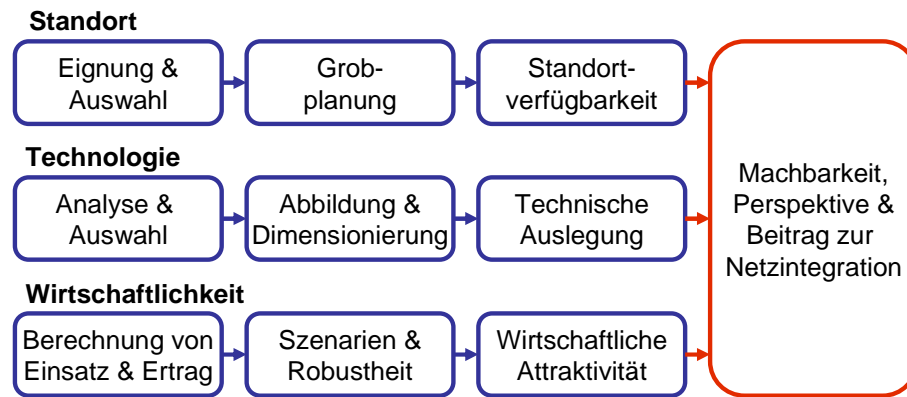 Standort
Eignung &
Auswahl
Grob-
planung
Standort-
verfügbarkeit
Technologie
Analyse &
Auswahl
Abbildung &
Dimensionierung
Technische
Auslegung
Wirtschaftlichkeit
Berechnung von
Einsatz & Ertrag
Szenarien &
Robustheit
Wirtschaftliche
Attraktivität
Machbarkeit,
Perspektive &
Beitrag zur
Netzintegration